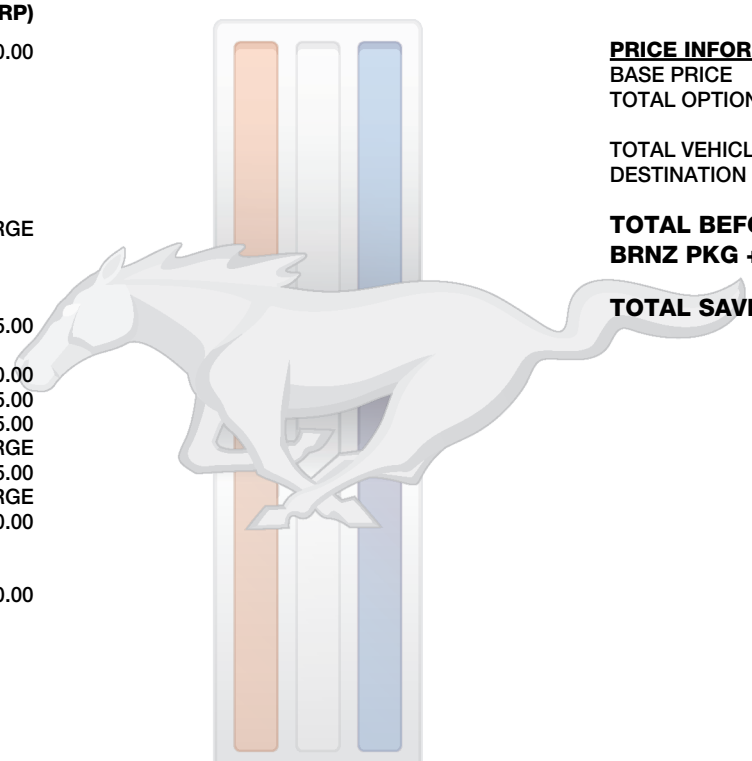 RP)
0.00
RGE
5.00
0.00
5.00
5.00
RGE
5.00
RGE
0.00
0.00
PRICE INFOR
BASE PRICE
TOTAL OPTION
TOTAL VEHICL
DESTINATION
TOTAL BEFO
BRNZ PKG +
TOTAL SAVI